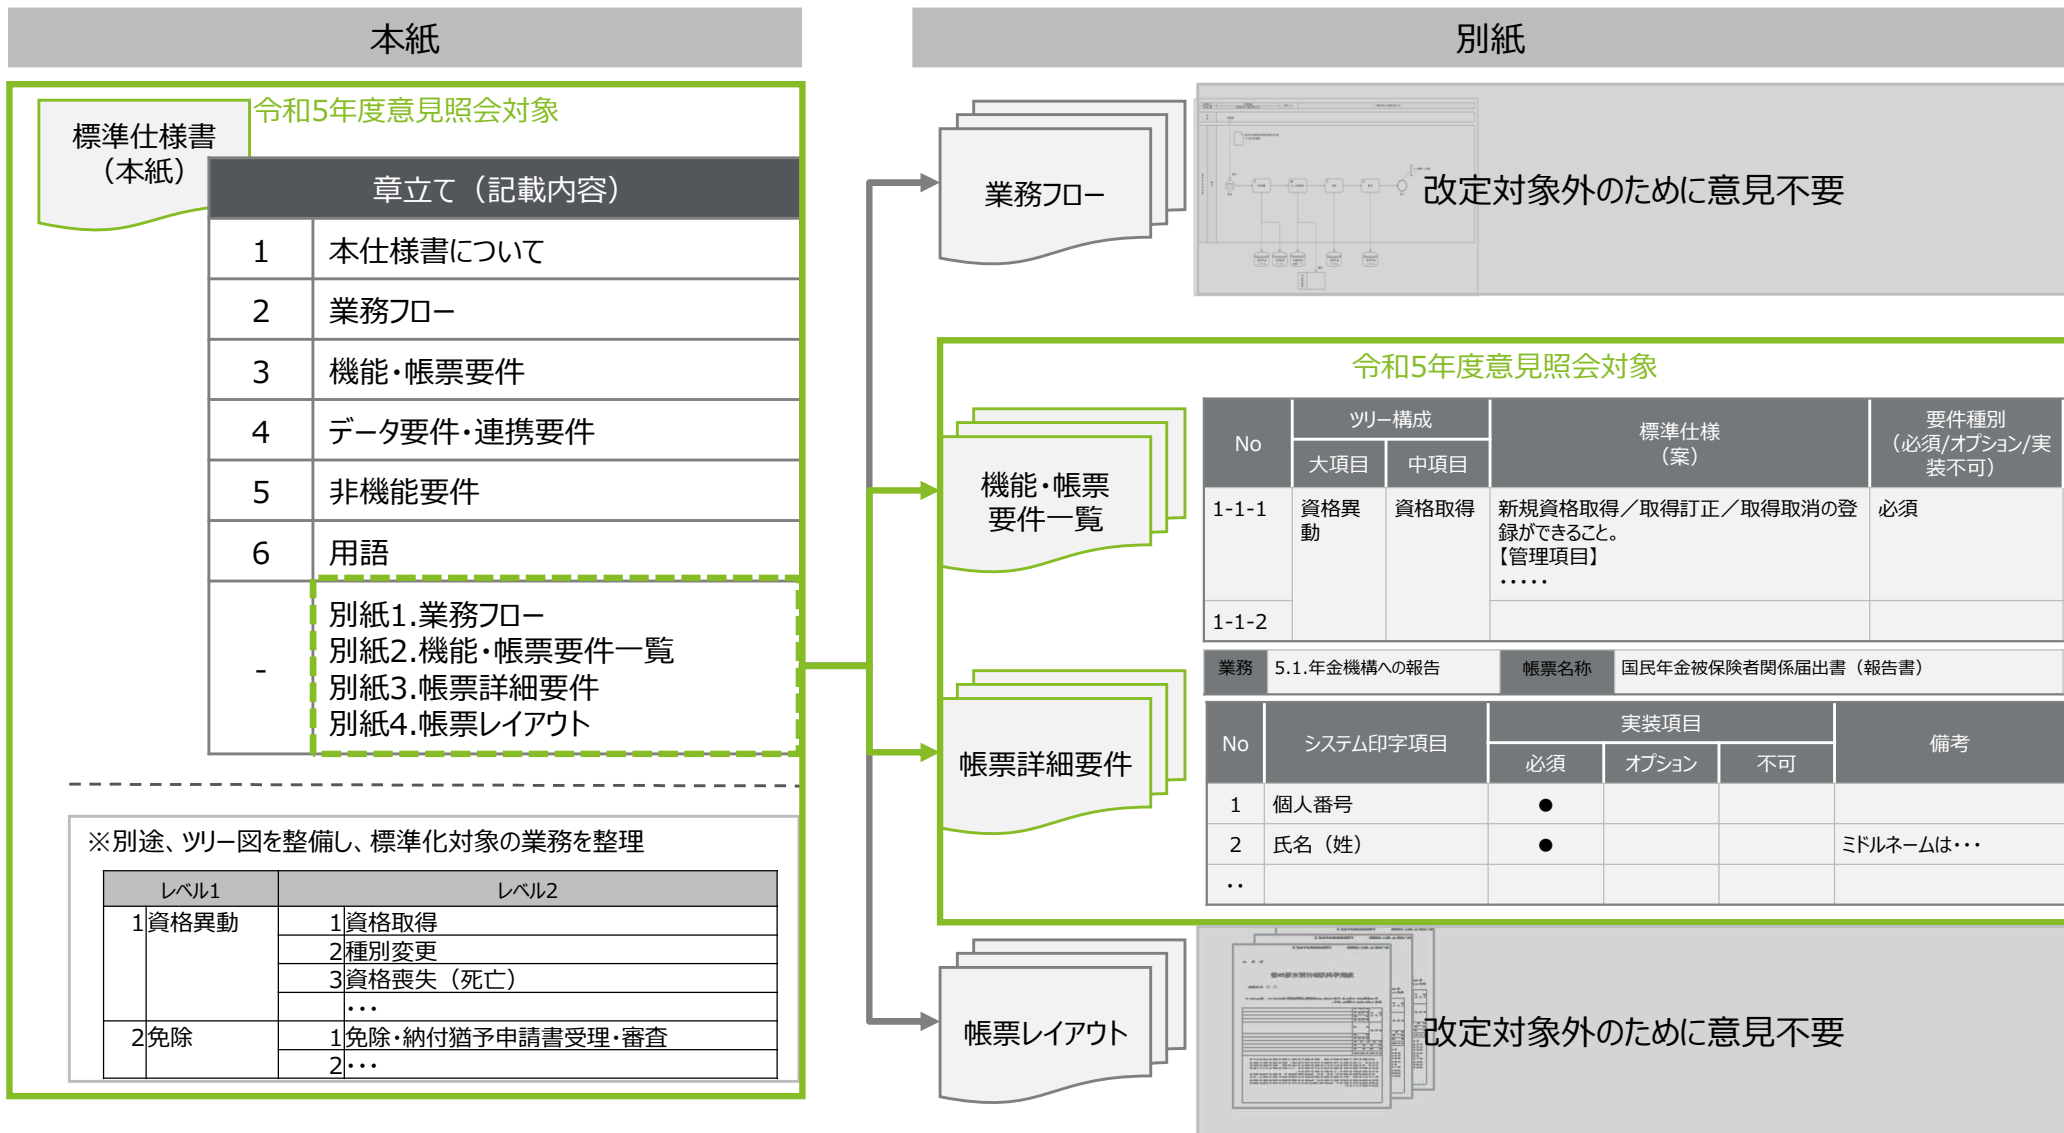 本紙
別紙
令和5年度意見照会対象
標準仕様書
（本紙）
章立て（記載内容）
1 本仕様書について
2 業務フロー
3 機能・帳票要件
4 データ要件・連携要件
5 非機能要件
6 用語
-
別紙1.業務フロー
別紙2.機能・帳票要件一覧
別紙3.帳票詳細要件
別紙4.帳票レイアウト
※別途、ツリー図を整備し、標準化対象の業務を整理
レベル1 レベル2
1 資格異動 1 資格取得
2 種別変更
3 資格喪失（死亡）
・・・
2 免除 1 免除・納付猶予申請書受理・審査
2 ・・・
業務フロー
改定対象外のために意見不要
令和5年度意見照会対象
機能・帳票
要件一覧
No ツリー構成 標準仕様
（案） 要件種別
（必須/オプション/実
装不可）
大項目 中項目
1-1-1 資格異
動 資格取得 新規資格取得／取得訂正／取得取消の登
録ができること。
【管理項目】
・・・・・ 必須
1-1-2
業務 5.1.年金機構への報告 帳票名称 国民年金被保険者関係届出書（報告書）
帳票詳細要件
No システム印字項目 実装項目 備考
必須 オプション 不可
1 個人番号 ●
2 氏名（姓） ● ミドルネームは・・・
・・
帳票レイアウト
改定対象外のために意見不要